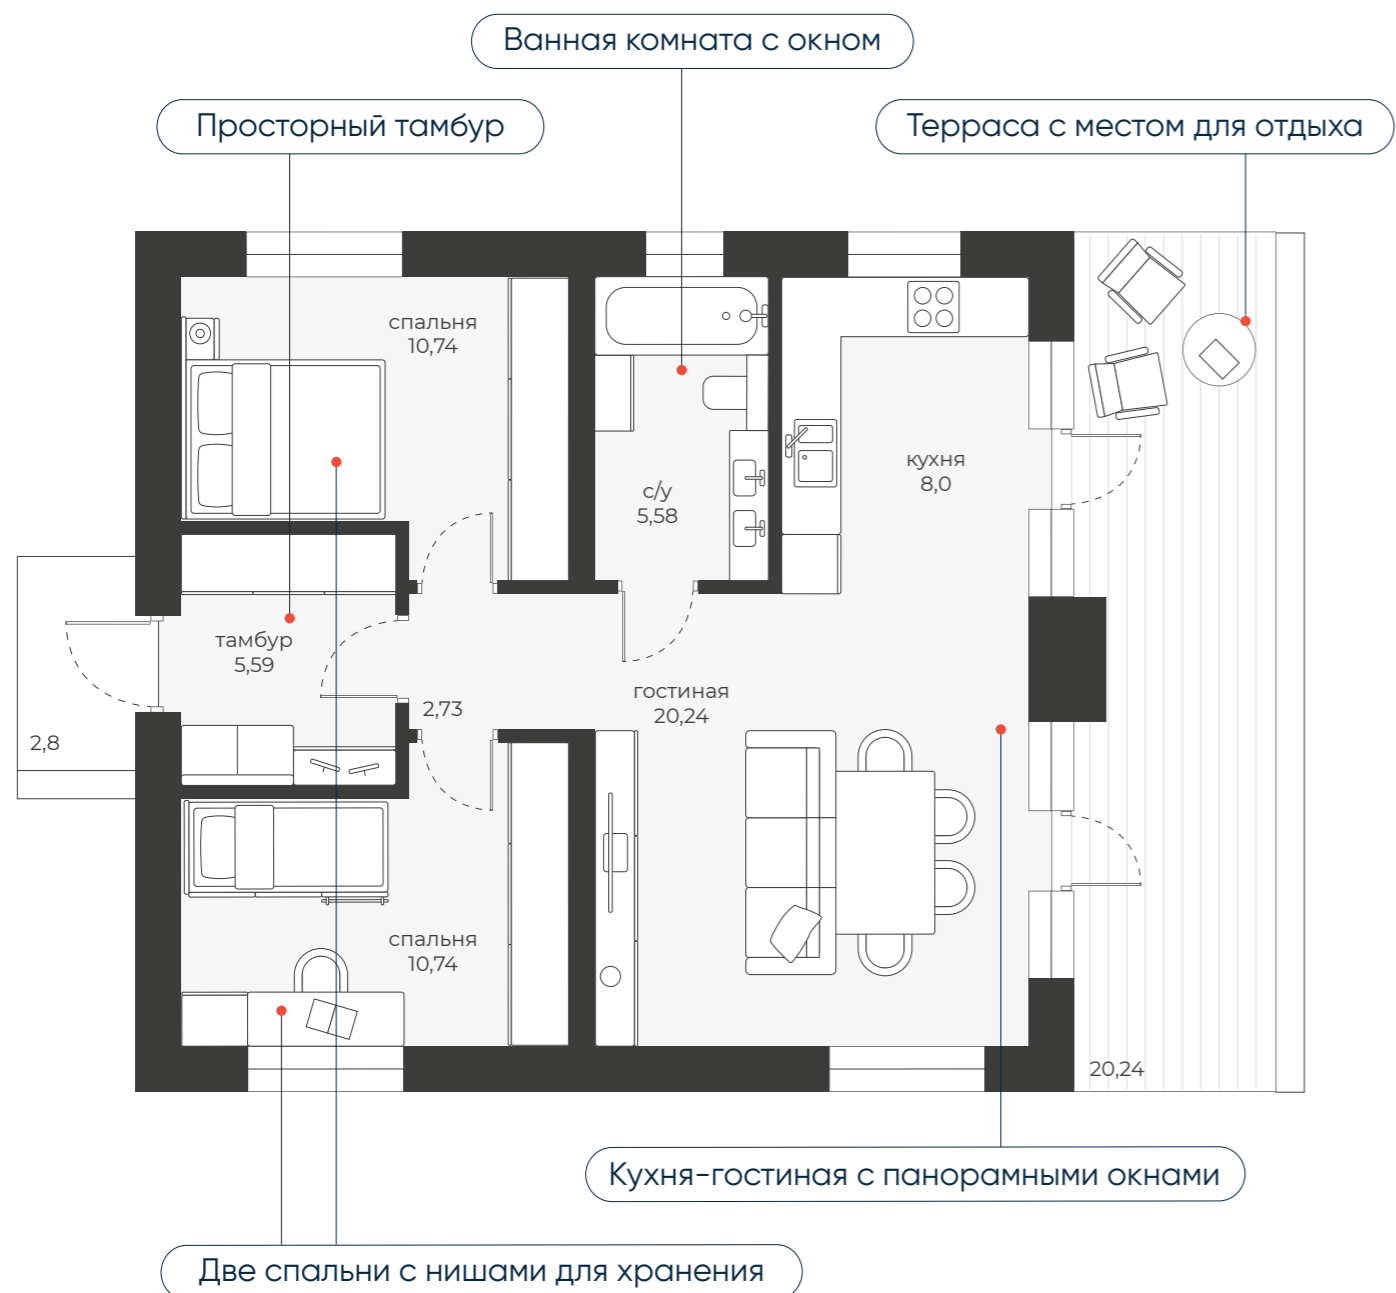 Ванная комната с окном
Просторный тамбур
Терраса с местом для отдыха
спальня
10,74
кухня
8,0
с/у
5,58
тамбур
5,59
2,73
гостиная
20,24
2,8
спальня
10,74
20,24
Кухня-гостиная с панорамными окнами
Две спальни с нишами для хранения